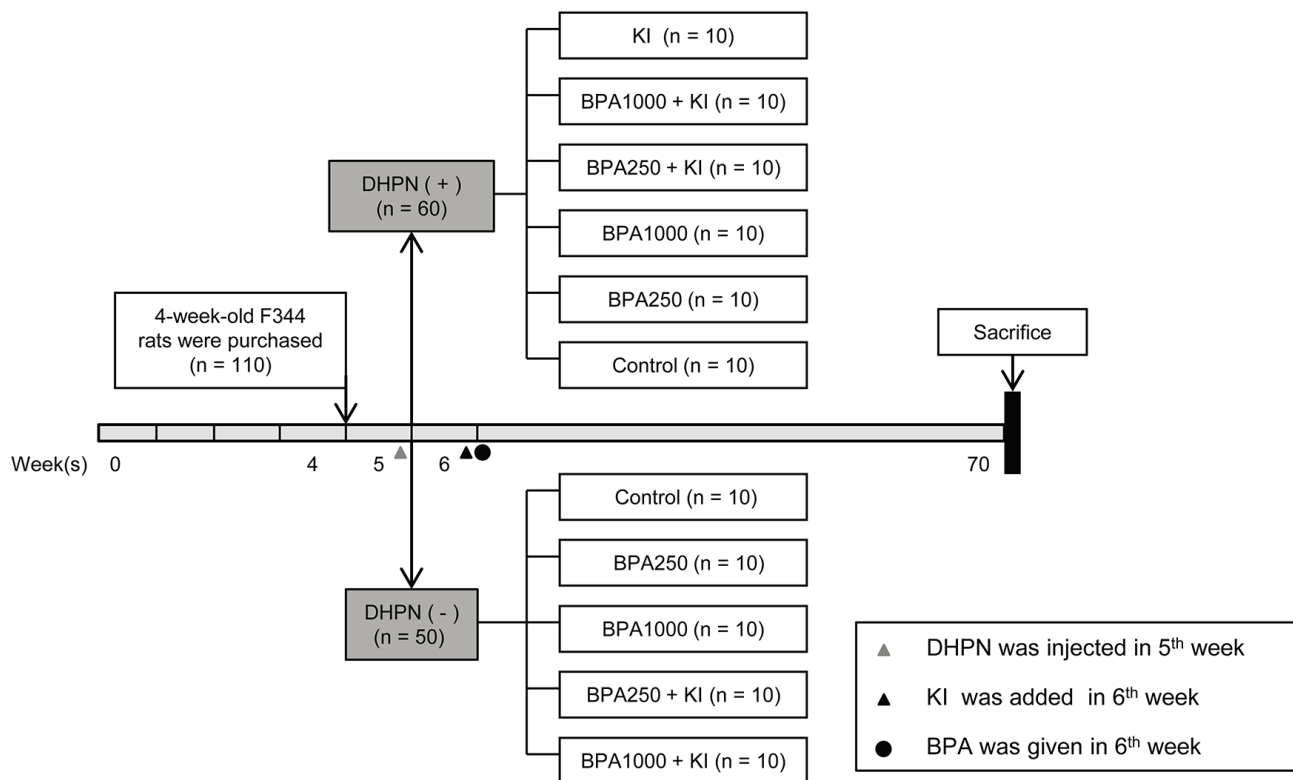 KI (n = 10)
BPA1000 + KI (n = 10)
BPA250 + KI (n = 10)
BPA1000 (n = 10)
BPA250 (n = 10)
Control (n = 10)
DHPN ( + )
(n = 60)
4-week-old F344
rats were purchased
(n = 110)
Sacrifice
Week(s) 0 4 5 6 70
Control (n = 10)
BPA250 (n = 10)
BPA1000 (n = 10)
BPA250 + KI (n = 10)
BPA1000 + KI (n = 10)
DHPN ( - )
(n = 50)
DHPN was injected in 5th week
KI was added in 6th week
BPA was given in 6th week